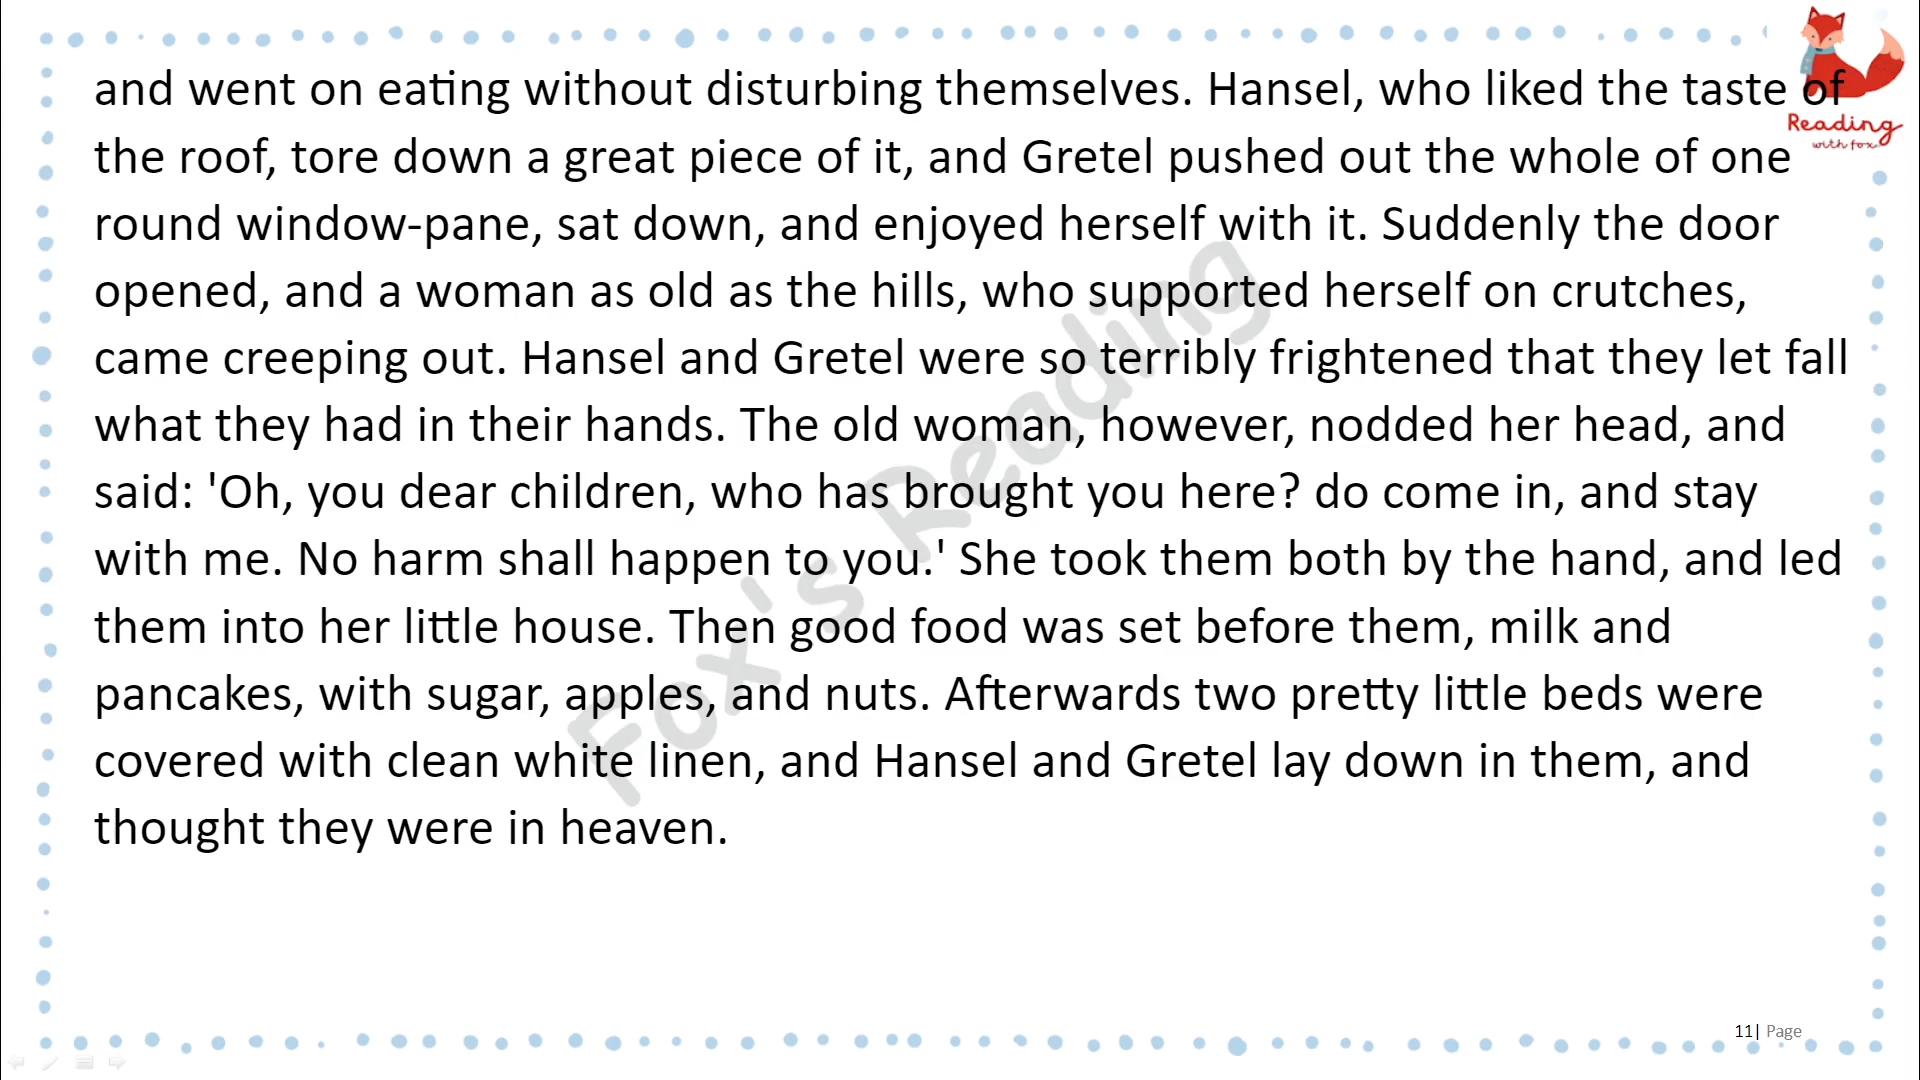 and went on eating without disturbing themselves. Hansel, who liked the taste of
the roof, tore down a great piece of it, and Gretel pushed out the whole of one
round window-pane, sat down, and enjoyed herself with it. Suddenly the door
opened, and a woman as old as the hills, who supported herself on crutches,
came creeping out. Hansel and Gretel were so terribly frightened that they let fall
what they had in their hands. The old woman, however, nodded her head, and
said: 'Oh, you dear children, who has brought you here? do come in, and stay
with me. No harm shall happen to you.' She took them both by the hand, and led
them into her little house. Then good food was set before them, milk and
pancakes, with sugar, apples, and nuts. Afterwards two pretty little beds were
covered with clean white linen, and Hansel and Gretel lay down in them, and
thought they were in heaven.
Reading
with fox
Fox's Reading
11| Page